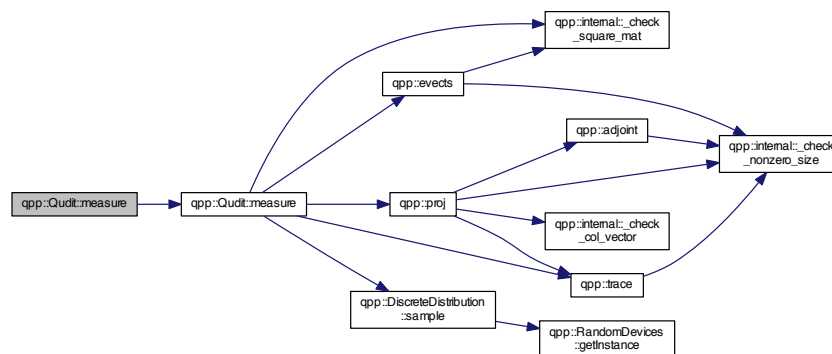 qpp::internal::_check
_square_mat
qpp::evects
qpp::adjoint
qpp::internal::_check
_nonzero_size
qpp::Qudit::measure
qpp::Qudit::measure
qpp::proj
qpp::internal::_check
_col_vector
qpp::trace
qpp::DiscreteDistribution
::sample
qpp::RandomDevices
::getInstance